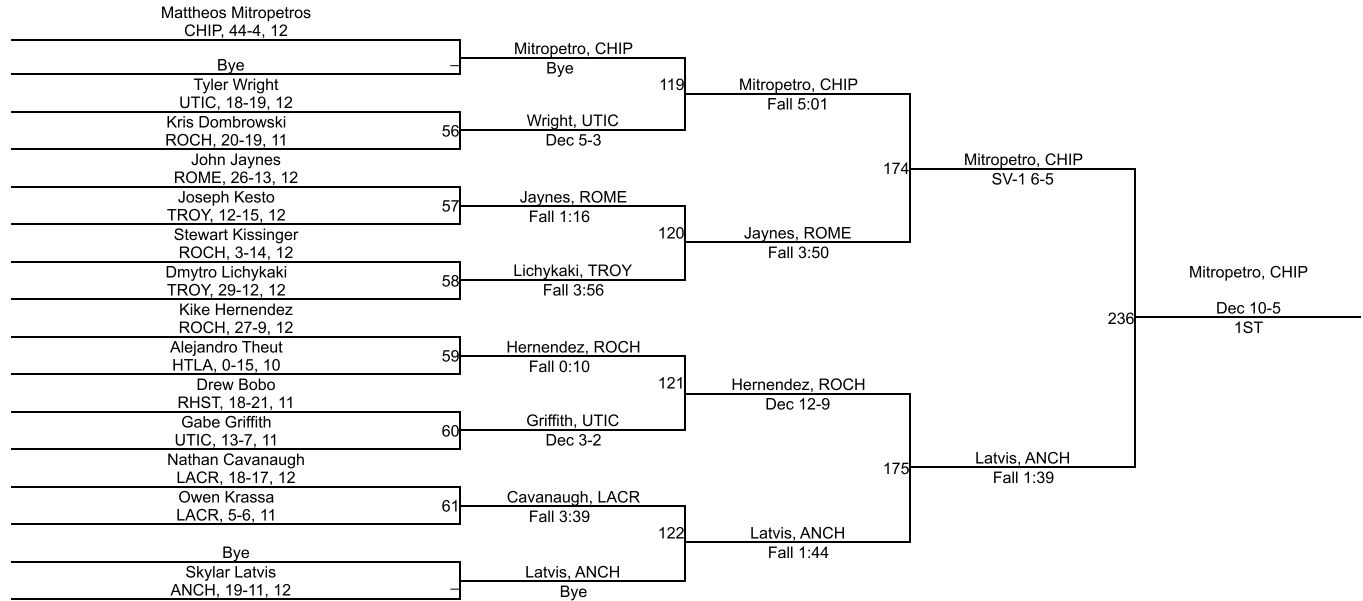 Mattheos Mitropetros
CHIP, 44-4, 12
Bye
Tyler Wright
UTIC, 18-19, 12
Kris Dombrowski
ROCH, 20-19, 11
John Jaynes
ROME, 26-13, 12
Joseph Kesto
TROY, 12-15, 12
Stewart Kissinger
ROCH, 3-14, 12
Dmytro Lichykaki
TROY, 29-12, 12
Kike Hernendez
ROCH, 27-9, 12
Alejandro Theut
HTLA, 0-15, 10
Drew Bobo
RHST, 18-21, 11
Gabe Griffith
UTIC, 13-7, 11
Nathan Cavanaugh
LACR, 18-17, 12
Owen Krassa
LACR, 5-6, 11
Bye
Skylar Latvis
ANCH, 19-11, 12
–
56
57
58
59
60
61
–
Mitropetro, CHIP
Bye
Wright, UTIC
Dec 5-3
Jaynes, ROME
Fall 1:16
Lichykaki, TROY
Fall 3:56
Hernendez, ROCH
Fall 0:10
Griffith, UTIC
Dec 3-2
Cavanaugh, LACR
Fall 3:39
Latvis, ANCH
Bye
119
120
121
122
Mitropetro, CHIP
Fall 5:01
Jaynes, ROME
Fall 3:50
Hernendez, ROCH
Dec 12-9
Latvis, ANCH
Fall 1:44
174
175
Mitropetro, CHIP
SV-1 6-5
Latvis, ANCH
Fall 1:39
236
Mitropetro, CHIP
Dec 10-5
1ST